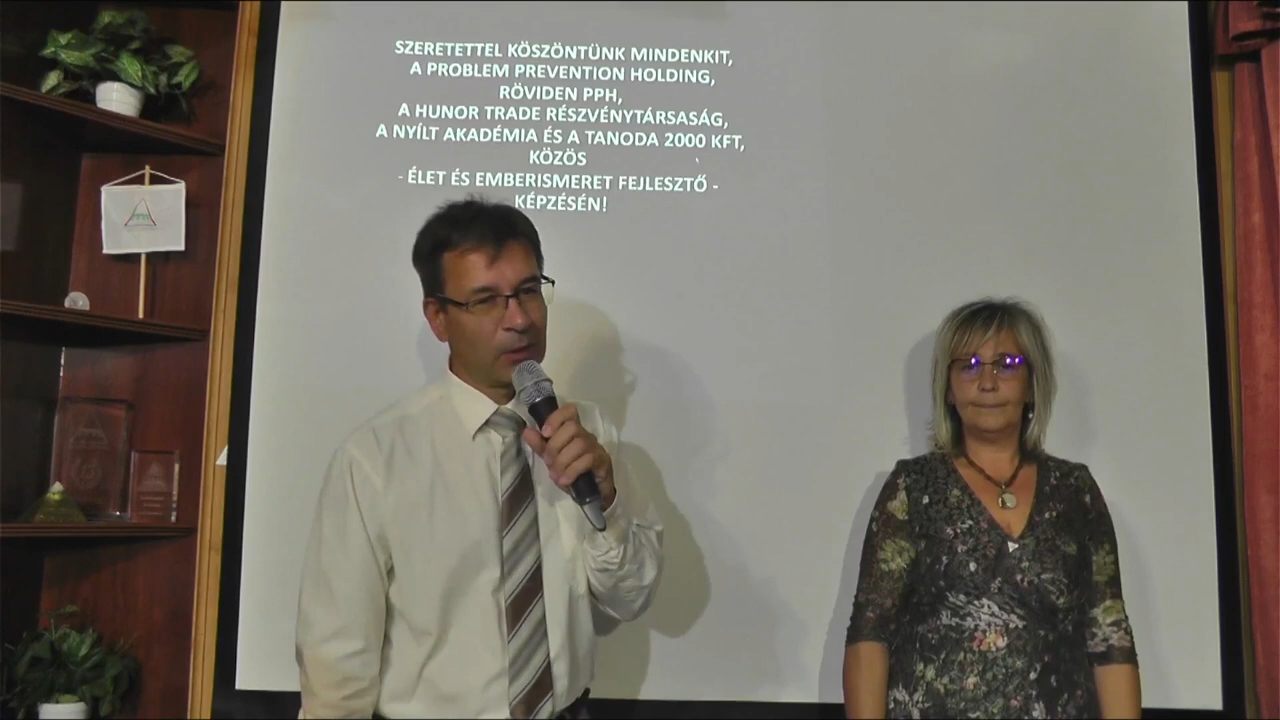 SZERETETTEL KÖSZÖNTÜNK MINDENKIT,
A PROBLEM PREVENTION HOLDING,
RÖVIDEN PPH,
A HUNOR TRADE RÉSZVÉNYTÁRSASÁG,
A NYÍLT AKADÉMIA ÉS A TANODA 2000 KFT,
KÖZÖS
- ÉLET ÉS EMBERISMERET FEJLESZTŐ -
KÉPZÉSÉN!